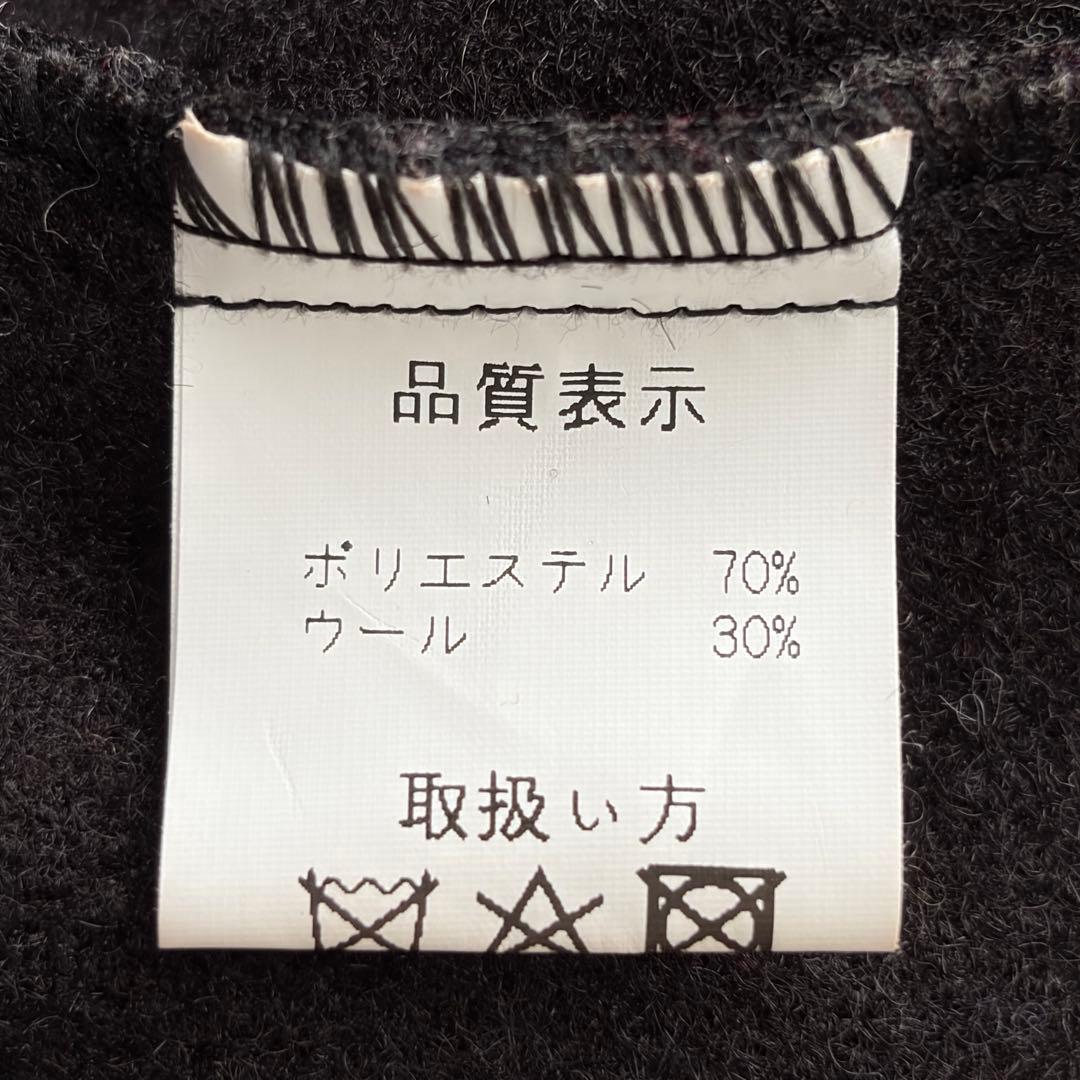 品質表示
ポリエステル 70%
ウール 30%
取扱い方